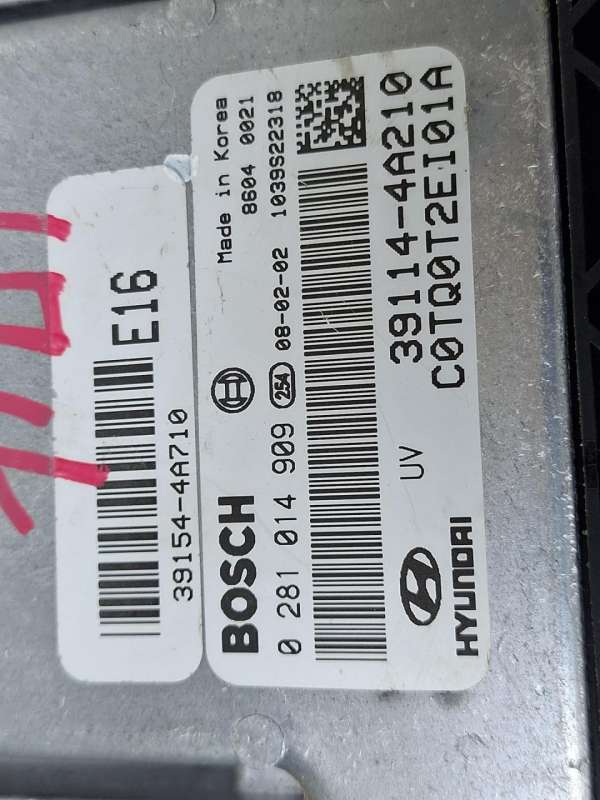 E16
39154-4A710
Made in Korea
8604 0021
1039S22318
BOSCH
0 281 014 909 254 08-02-02
39114-4A210
UV
C0TQ0T2EI01A
HYUNDAI